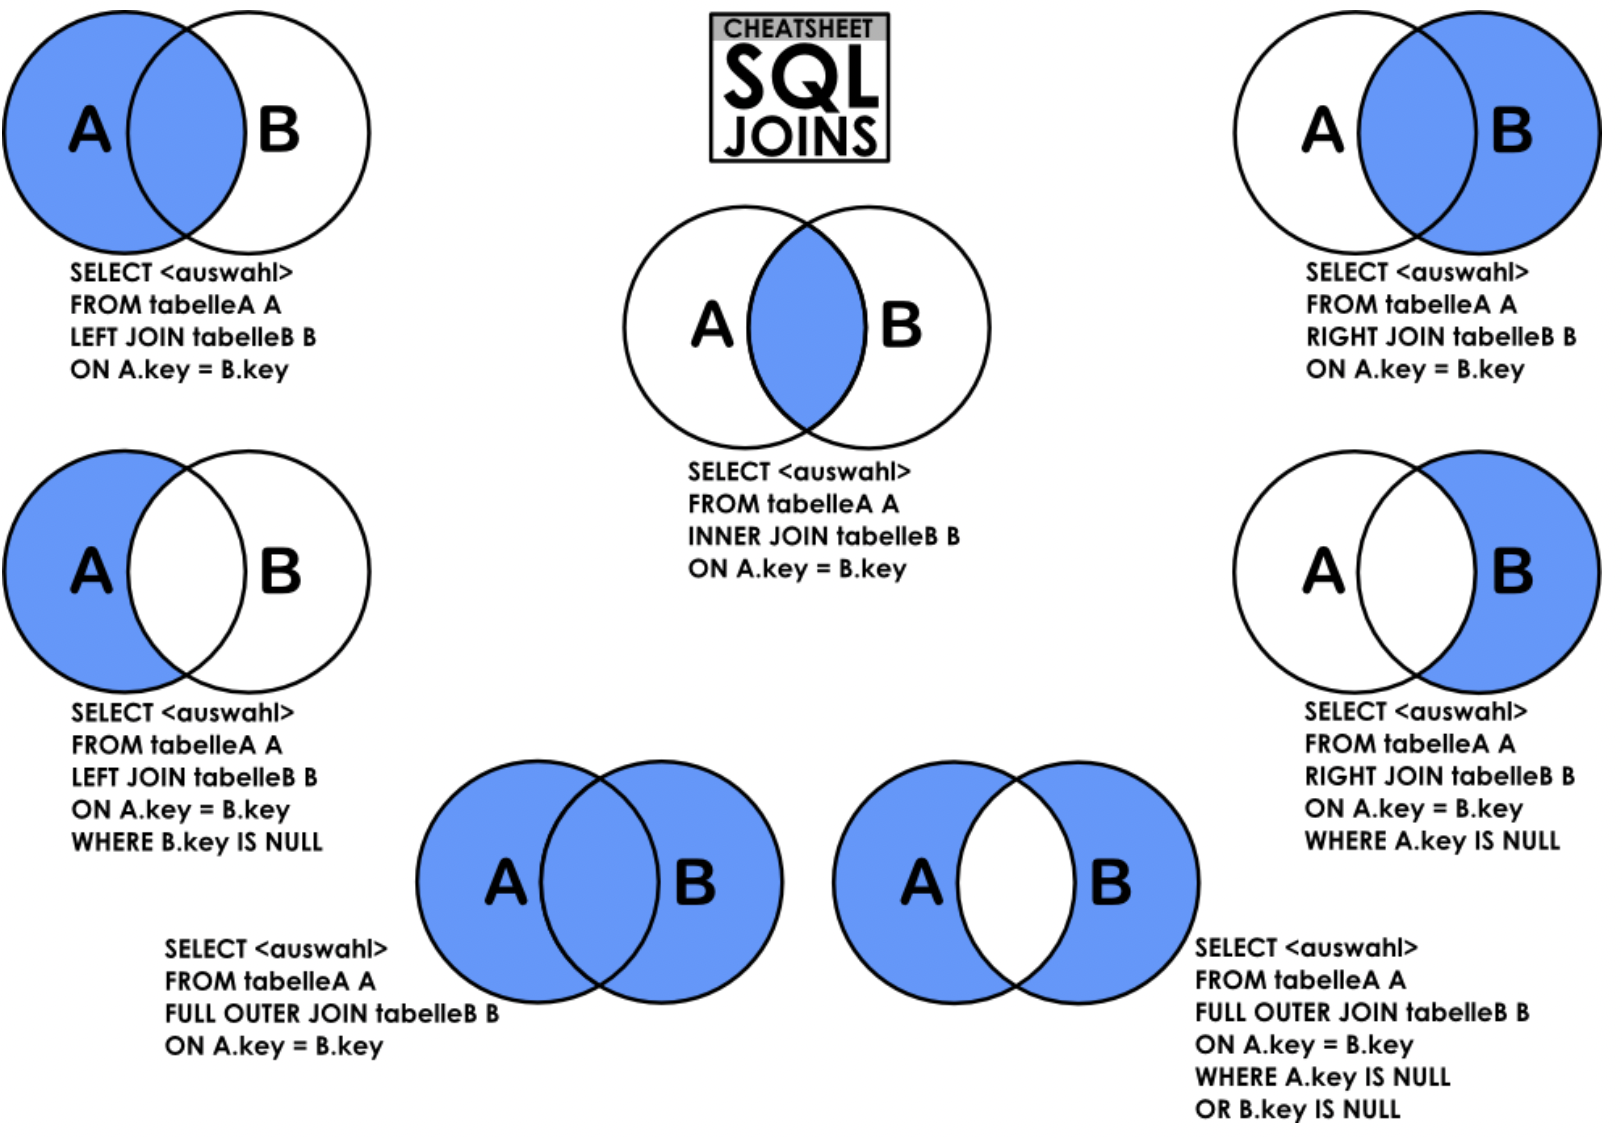 CHEATSHEET
SQL
JOINS
A
B
SELECT <auswahl>
FROM tabelleA A
LEFT JOIN tabelleB B
ON A.key = B.key
A
B
SELECT <auswahl>
FROM tabelleA A
INNER JOIN tabelleB B
ON A.key = B.key
A
B
SELECT <auswahl>
FROM tabelleA A
RIGHT JOIN tabelleB B
ON A.key = B.key
A
B
SELECT <auswahl>
FROM tabelleA A
LEFT JOIN tabelleB B
ON A.key = B.key
WHERE B.key IS NULL
A
B
SELECT <auswahl>
FROM tabelleA A
RIGHT JOIN tabelleB B
ON A.key = B.key
WHERE A.key IS NULL
A
B
SELECT <auswahl>
FROM tabelleA A
FULL OUTER JOIN tabelleB B
ON A.key = B.key
A
B
SELECT <auswahl>
FROM tabelleA A
FULL OUTER JOIN tabelleB B
ON A.key = B.key
WHERE A.key IS NULL
OR B.key IS NULL